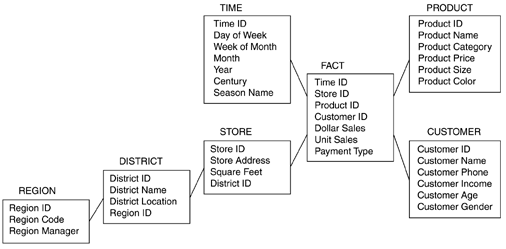 TIME
Time ID
Day of Week
Week of Month
Month
Year
Century
Season Name
PRODUCT
Product ID
Product Name
Product Category
Product Price
Product Size
Product Color
FACT
Time ID
Store ID
Product ID
Customer ID
Dollar Sales
Unit Sales
Payment Type
STORE
Store ID
Store Address
Square Feet
District ID
CUSTOMER
Customer ID
Customer Name
Customer Phone
Customer Income
Customer Age
Customer Gender
DISTRICT
District ID
District Name
District Location
Region ID
REGION
Region ID
Region Code
Region Manager